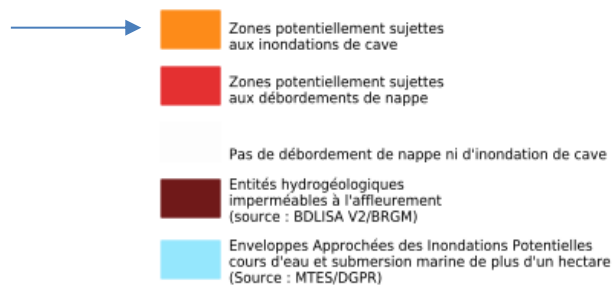 Zones potentiellement sujettes
aux inondations de cave
Zones potentiellement sujettes
aux débordements de nappe
Pas de débordement de nappe ni d'inondation de cave
Entités hydrogéologiques
imperméables à l'affleurement
(source : BDLISA V2/BRGM)
Enveloppes Approchées des Inondations Potentielles
cours d'eau et submersion marine de plus d'un hectare
(Source : MTES/DGPR)